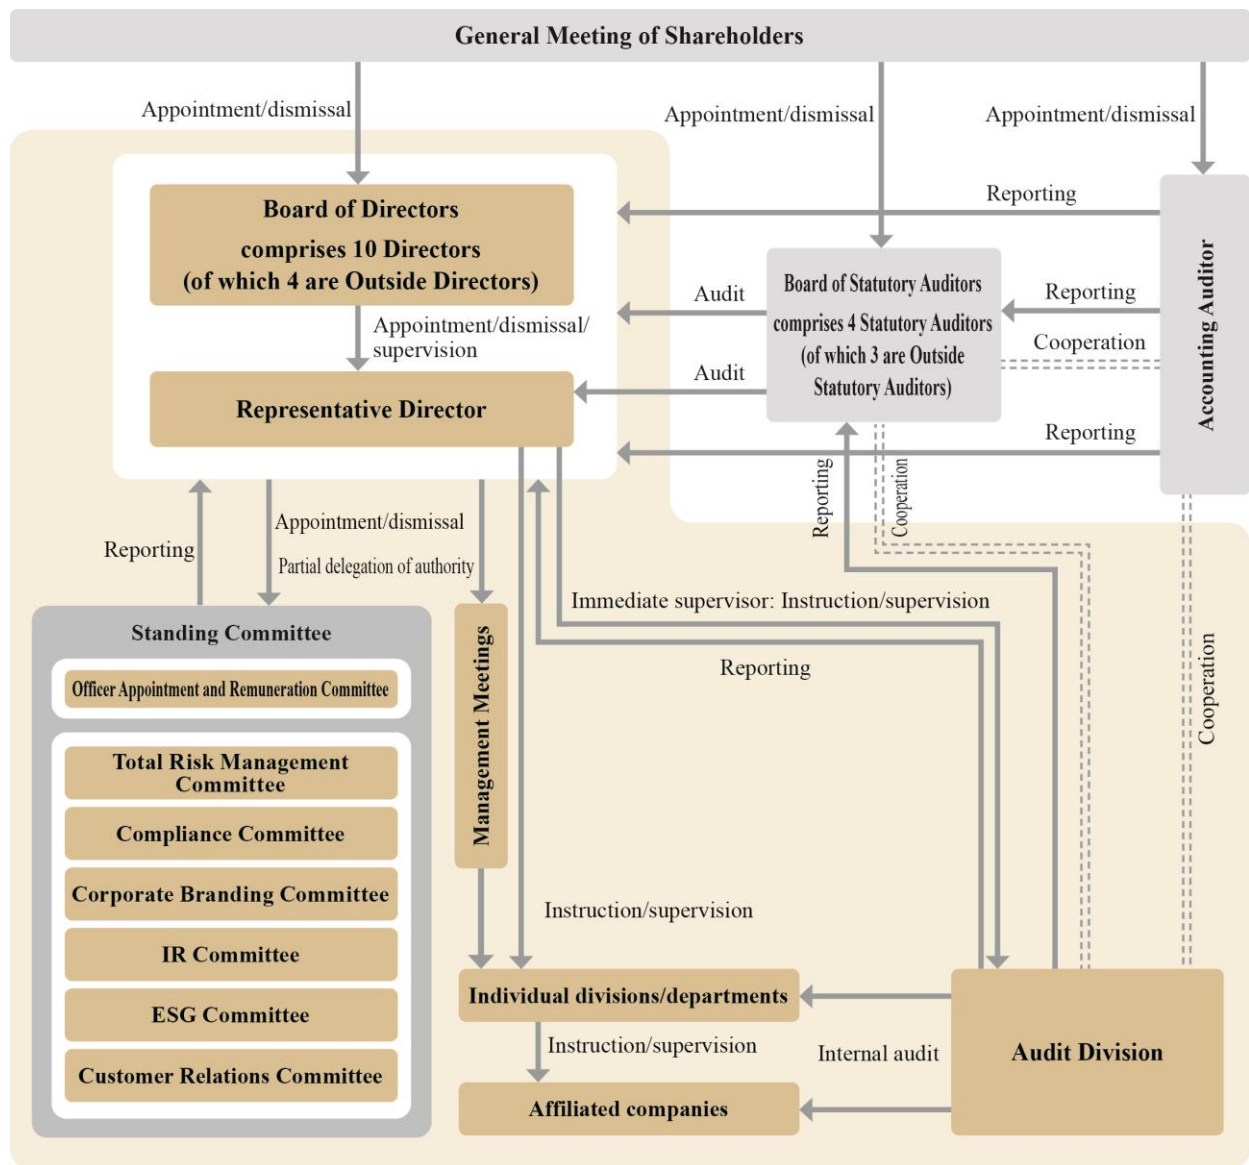 General Meeting of Shareholders
Appointment/dismissal
Appointment/dismissal
Appointment/dismissal
Board of Directors
comprises 10 Directors
(of which 4 are Outside Directors)
Appointment/dismissal/
supervision
Representative Director
Reporting
Audit
Audit
Board of Statutory Auditors
comprises 4 Statutory Auditors
(of which 3 are Outside
Statutory Auditors)
Reporting
Cooperation
Reporting
Accounting Auditor
Reporting
Cooperation
Reporting
Appointment/dismissal
Partial delegation of authority
Immediate supervisor: Instruction/supervision
Reporting
Cooperation
Standing Committee
Officer Appointment and Remuneration Committee
Total Risk Management
Committee
Compliance Committee
Corporate Branding Committee
IR Committee
ESG Committee
Customer Relations Committee
Management Meetings
Instruction/supervision
Individual divisions/departments
Instruction/supervision
Affiliated companies
Internal audit
Audit Division